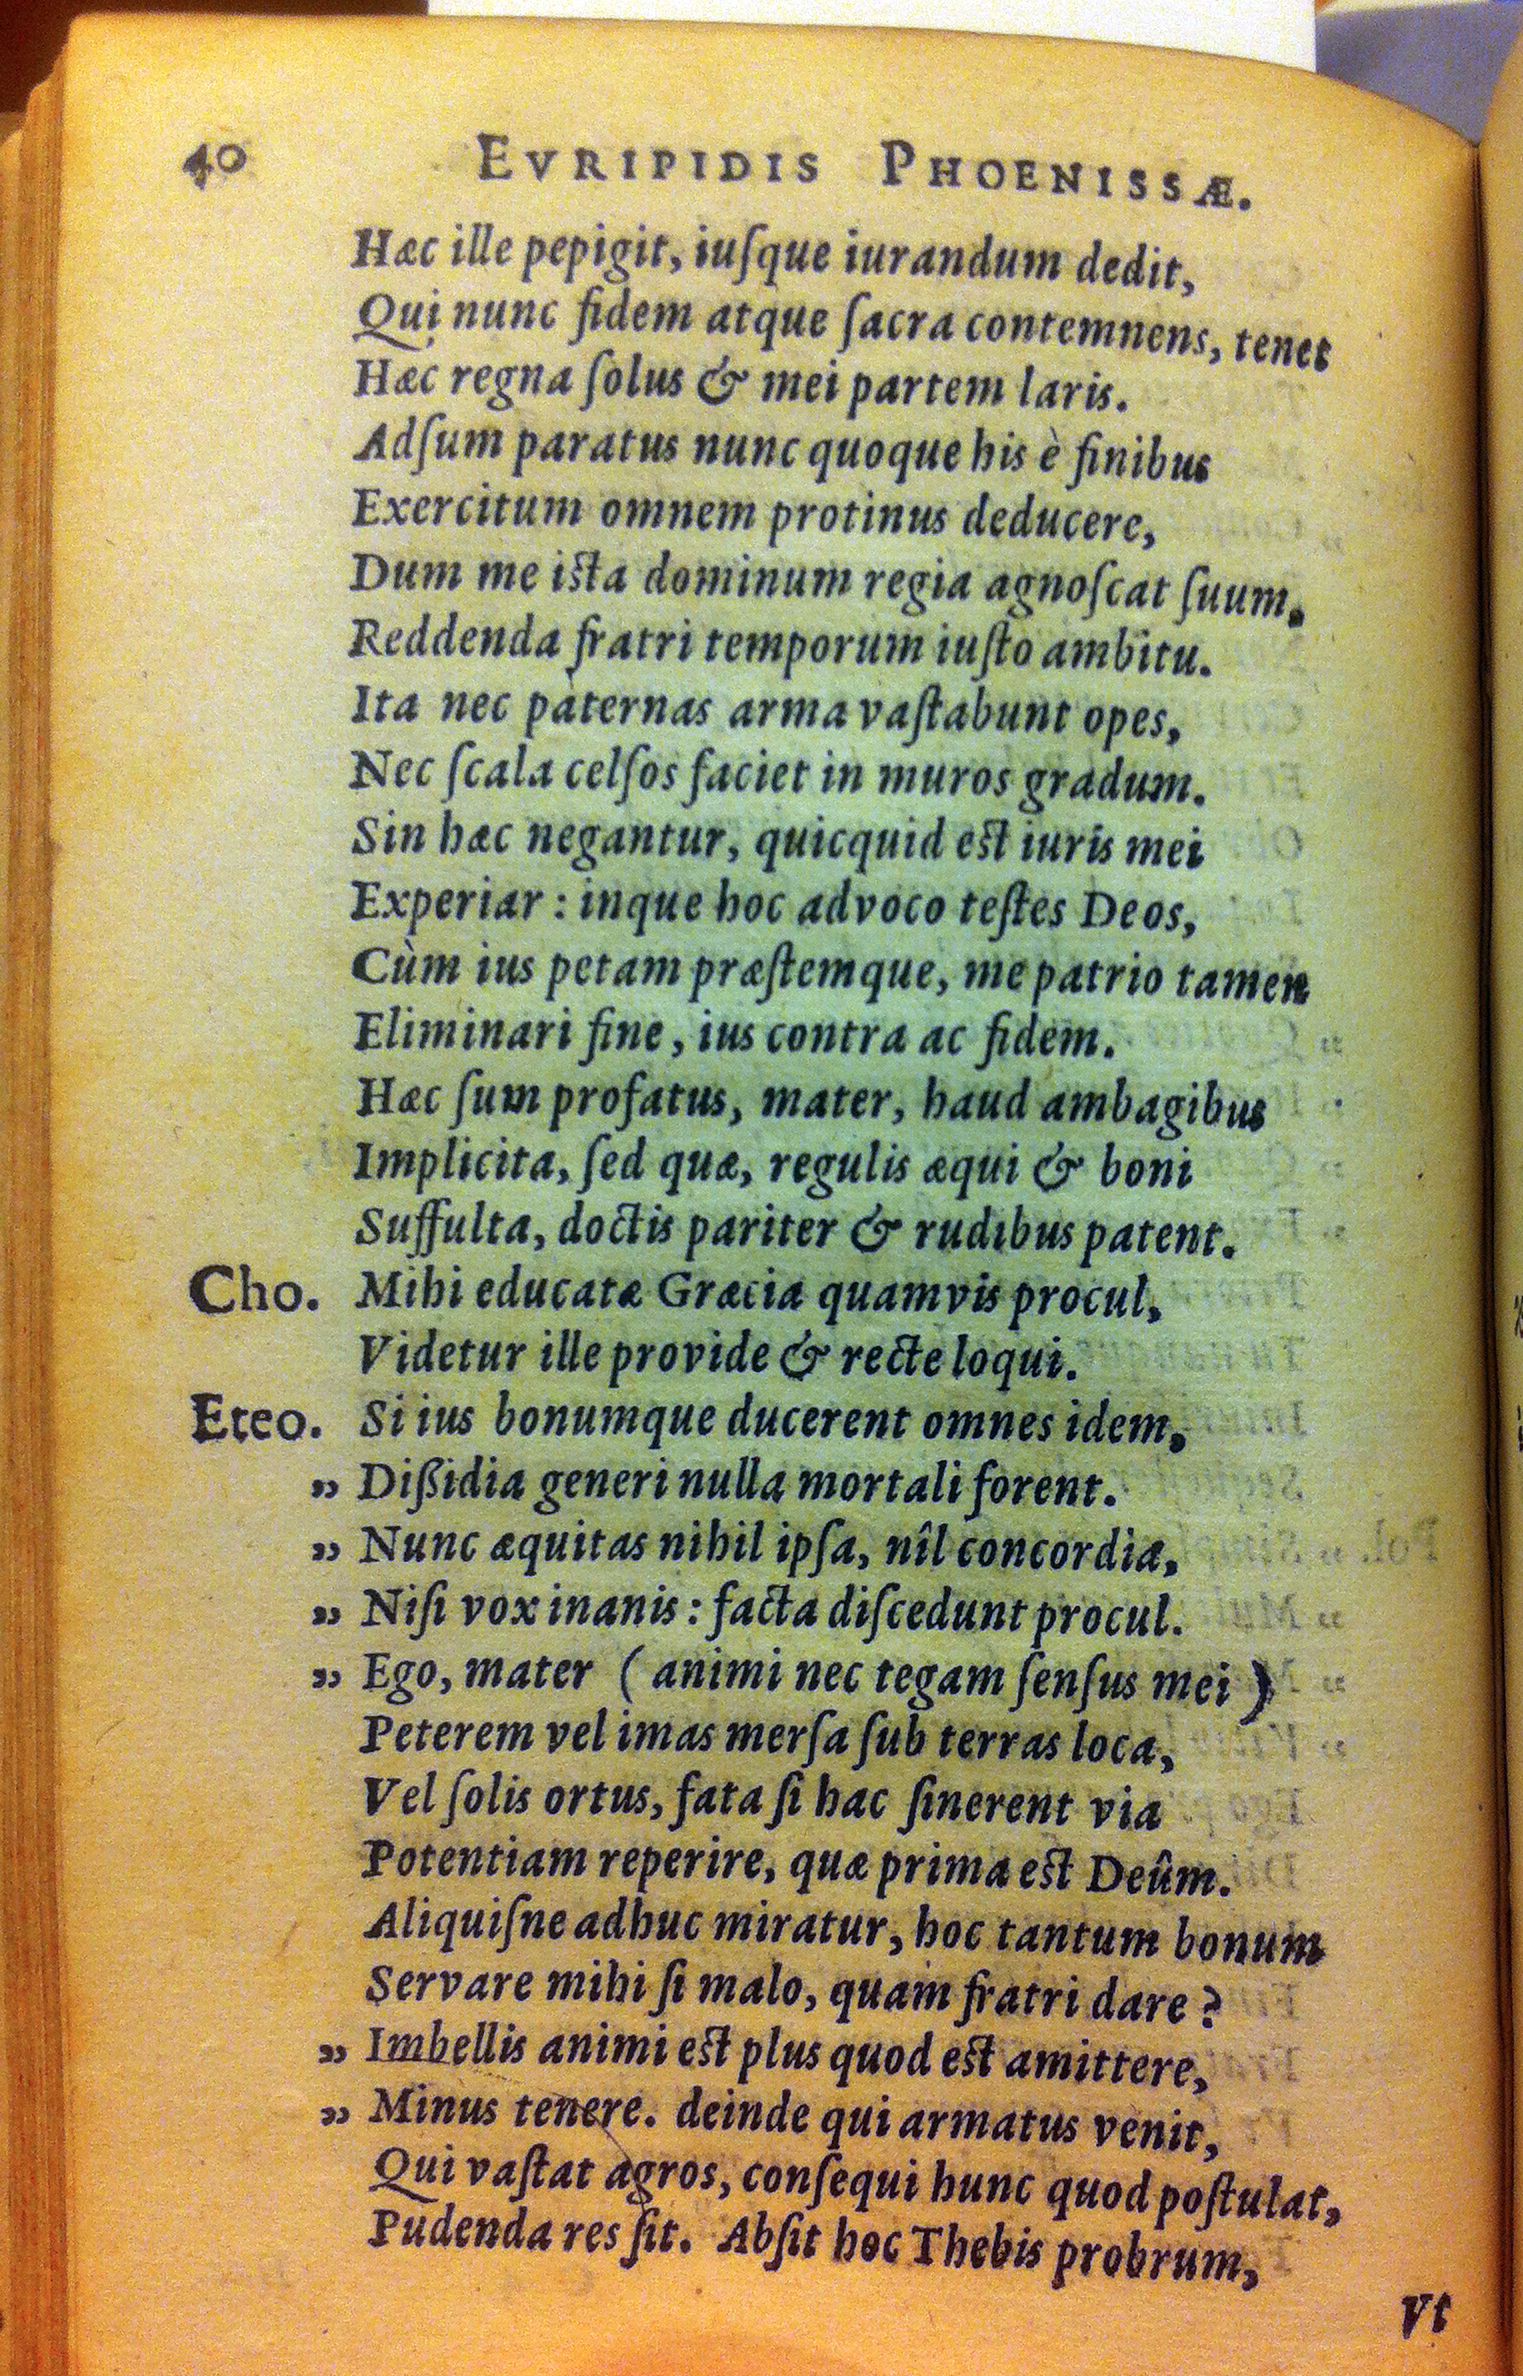 40 EVRIPIDIS PHOENISSÆ.
Hæc ille pepigit, iuſque iurandum dedit,
Qui nunc fidem atque ſacra contemnens, tenet
Hæc regna ſolus & mei partem laris.
Adſum paratus nunc quoque his è finibus
Exercitum omnem protinus deducere,
Dum me iſta dominum regia agnoſcat ſuum,
Reddenda fratri temporum iuſto ambitu.
Ita nec paternas arma vaſtabunt opes,
Nec ſcala celſos faciet in muros gradum.
Sin hæc negantur, quicquid eſt iuris mei
Experiar : inque hoc advoco teſtes Deos,
Cùm ius petam præſtemque, me patrio tamen
Eliminari fine, ius contra ac fidem.
Hæc ſum profatus, mater, haud ambagibus
Implicita, ſed quæ, regulis æqui & boni
Suffulta, doctis pariter & rudibus patent.
Cho. Mihi educatæ Græcia quamvis procul,
Videtur ille provide & recte loqui.
Eteo. Si ius bonumque ducerent omnes idem,
„ Dißidia generi nulla mortali forent.
„ Nunc æquitas nihil ipſa, nîl concordia,
„ Niſi vox inanis : facta diſcedunt procul.
„ Ego, mater ( animi nec tegam ſenſus mei )
Peterem vel imas merſa ſub terras loca,
Vel ſolis ortus, fata ſi hac ſinerent via
Potentiam reperire, quæ prima eſt Deûm.
Aliquiſne adhuc miratur, hoc tantum bonum
Servare mihi ſi malo, quam fratri dare ?
„ Imbellis animi eſt plus quod eſt amittere,
„ Minus tenere. deinde qui armatus venit,
Qui vaſtat agros, conſequi hunc quod poſtulat,
Pudenda res ſit. Abſit hoc Thebis probrum,
Vt